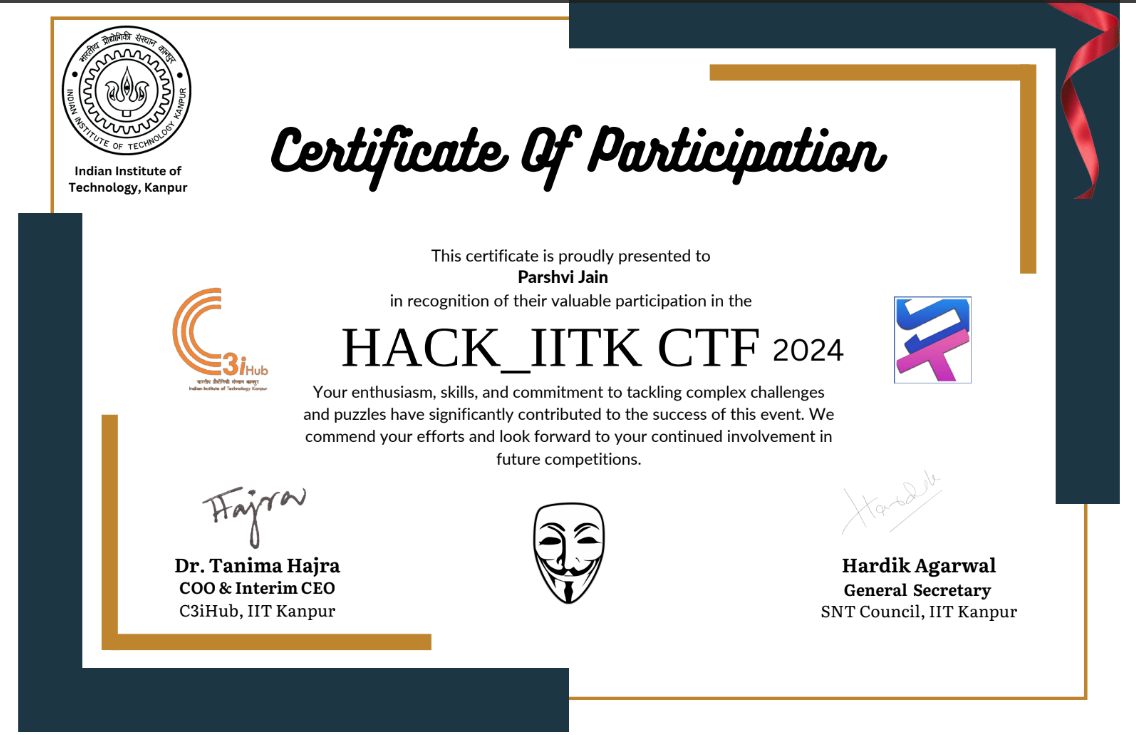 भारतीय प्रौद्योगिकी संस्थान कानपुर
INDIAN INSTITUTE OF TECHNOLOGY KANPUR
Indian Institute of
Technology, Kanpur
Certificate Of Participation
This certificate is proudly presented to
Parshvi Jain
in recognition of their valuable participation in the
HACK_IITK CTF 2024
C3iHub
भारतीय प्रौद्योगिकी संस्थान कानपुर
Indian Institute of Technology Kanpur
SnT
Your enthusiasm, skills, and commitment to tackling complex challenges
and puzzles have significantly contributed to the success of this event. We
commend your efforts and look forward to your continued involvement in
future competitions.
Hajra
Hardik
Dr. Tanima Hajra
COO & Interim CEO
C3iHub, IIT Kanpur
Hardik Agarwal
General Secretary
SNT Council, IIT Kanpur